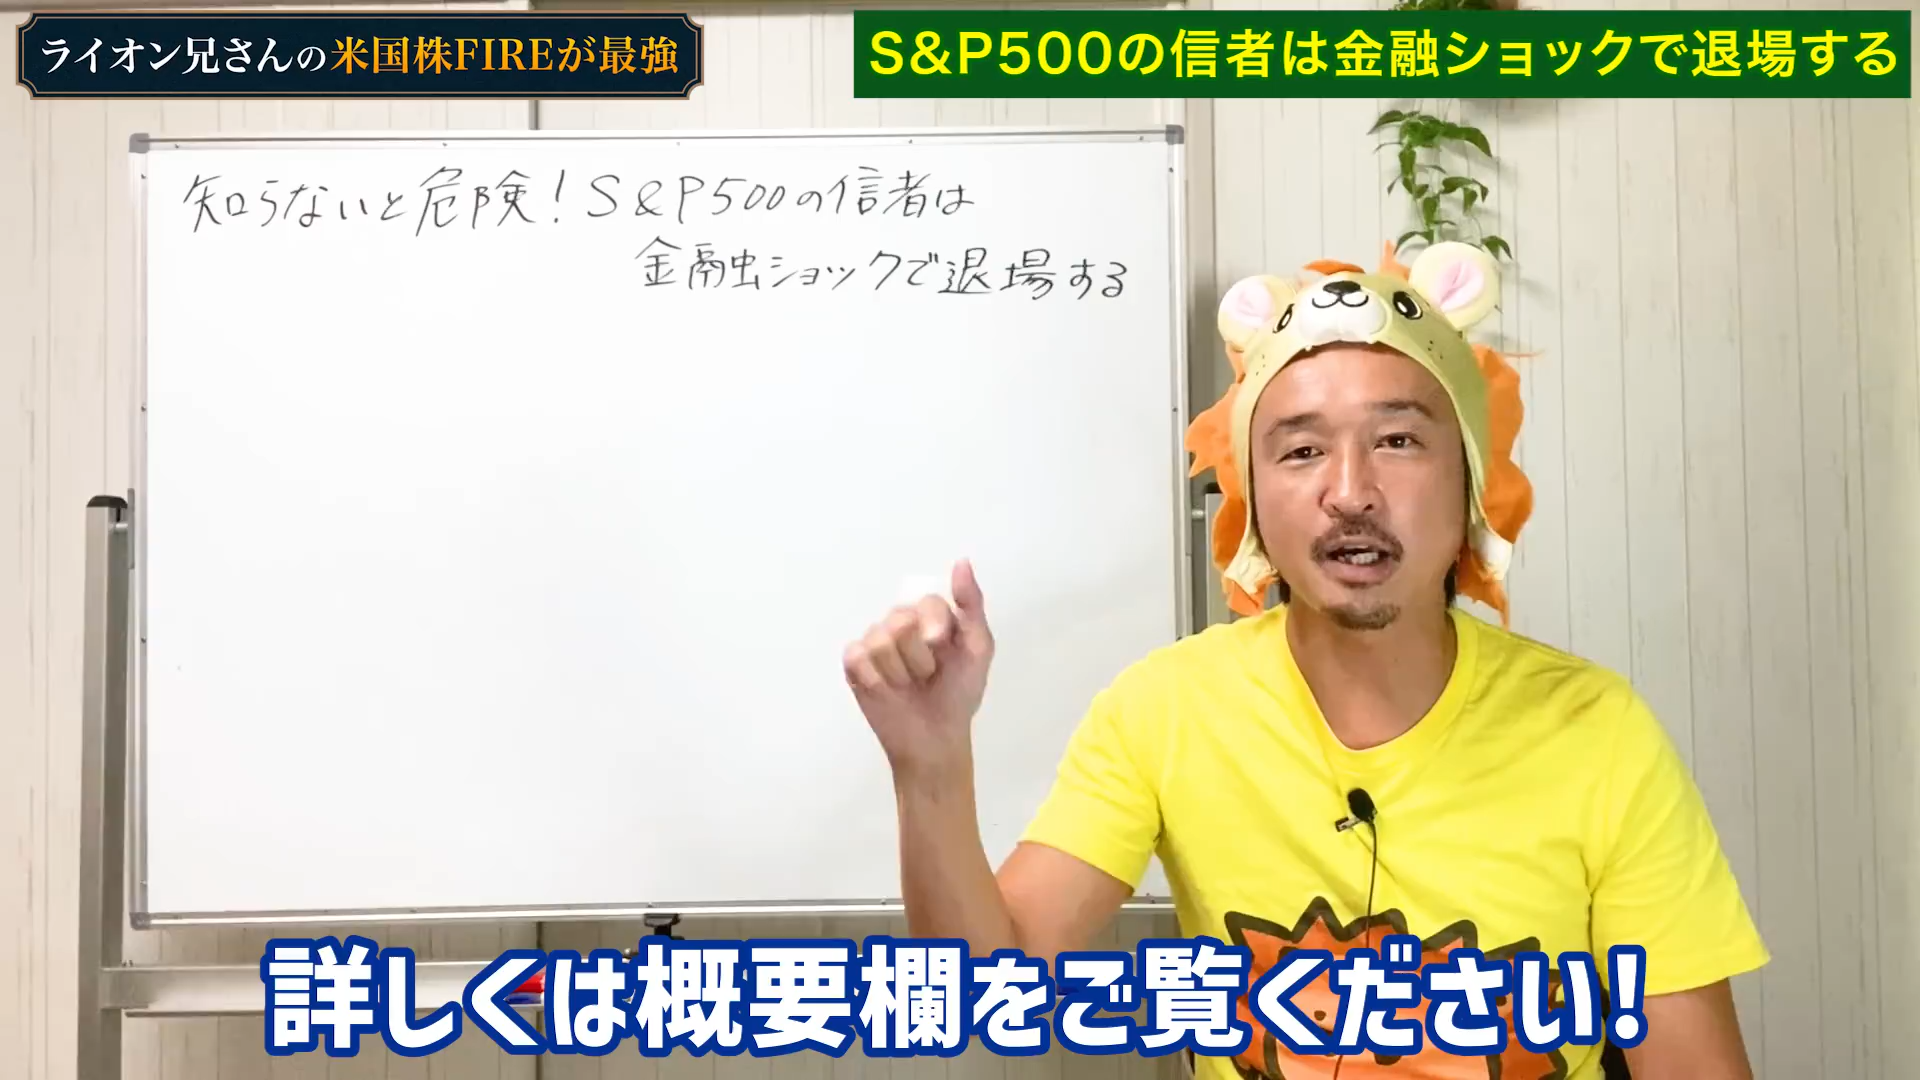 ライオン兄さんの米国株FIREが最強
S&P500の信者は金融ショックで退場する
知らないと危険!S&P500の信者は
金融ショックで退場する
詳しくは概要欄をご覧ください!